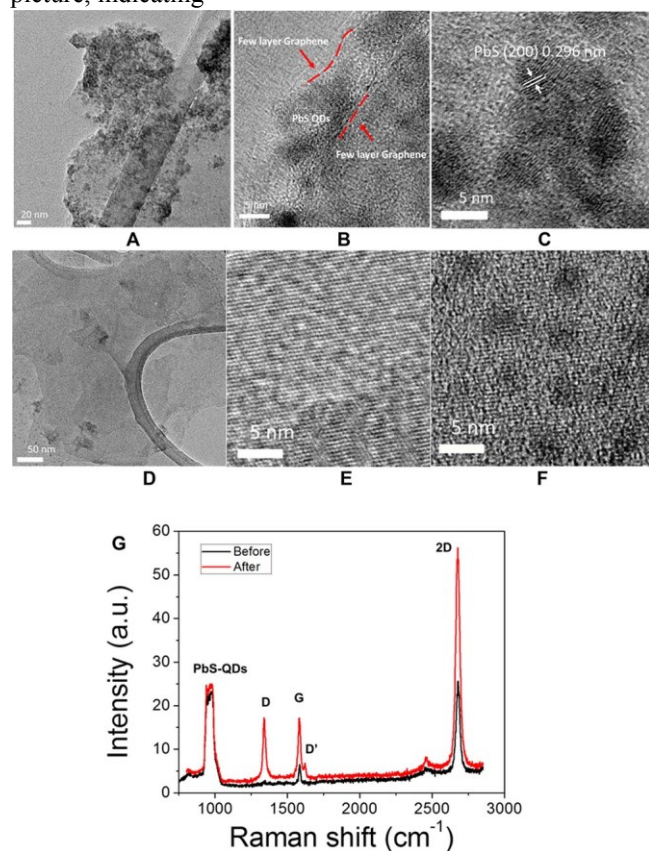 picture, indicating
Few layer Graphene
PbS QDs
Few layer Graphene
PbS (200) 0.296 nm
20 nm
5 nm
5 nm
A
B
C
50 nm
5 nm
5 nm
D
E
F
G
Before
After
2D
PbS-QDs
D
G
D'
60
50
40
30
20
10
0
Intensity (a.u.)
1000
1500
2000
2500
3000
Raman shift (cm⁻¹)